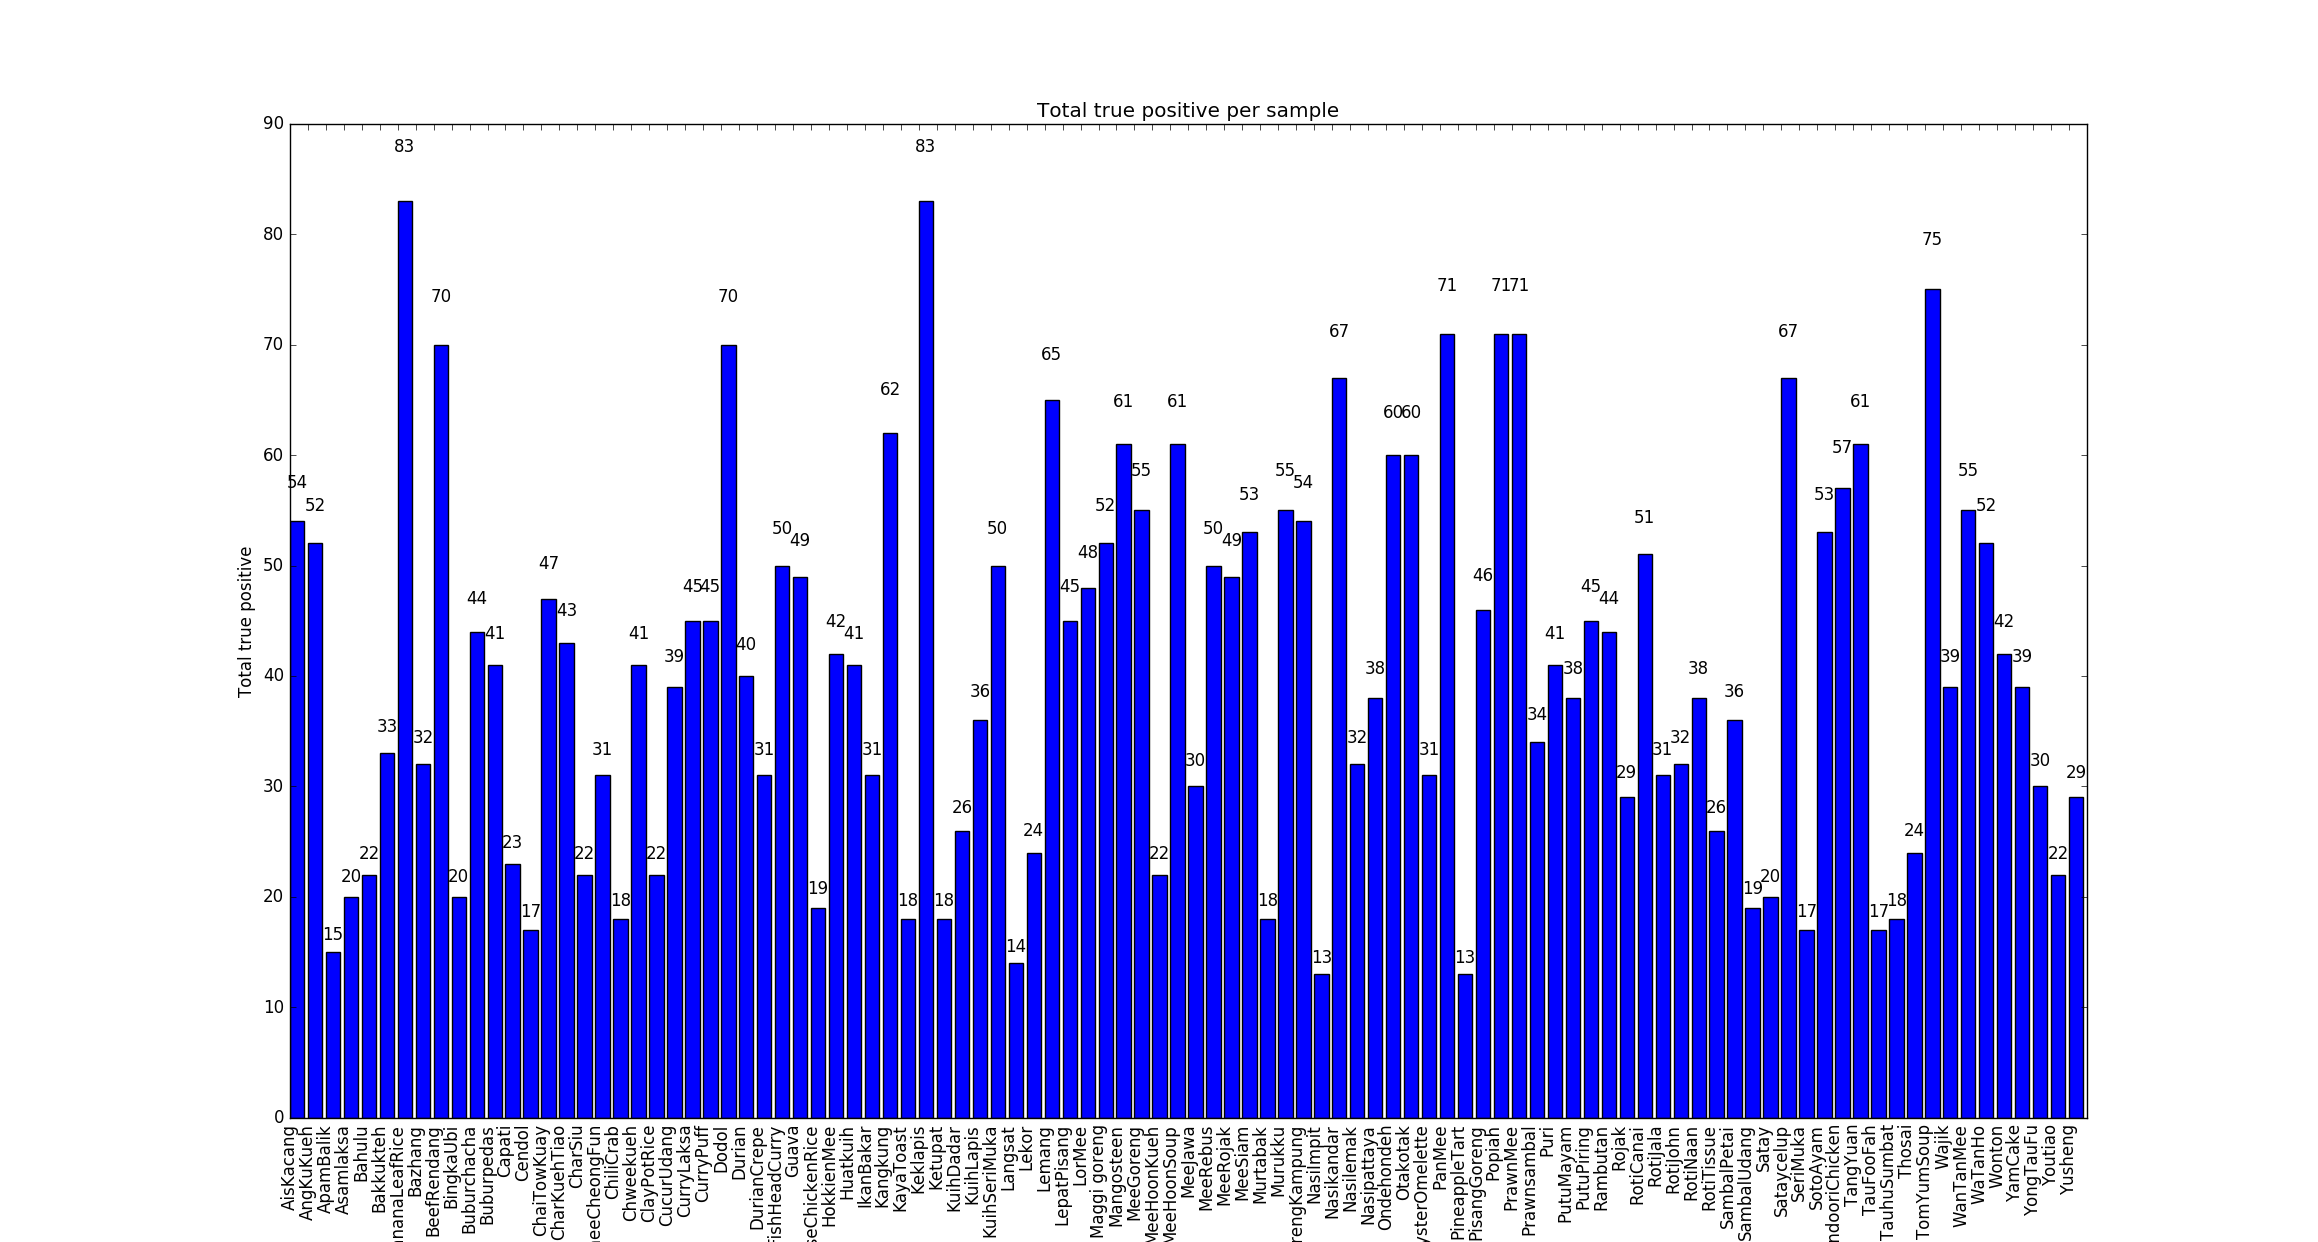 Total true positive per sample
Total true positive
90
80
70
60
50
40
30
20
10
0
54
52
15
20
22
33
83
32
70
20
44
41
23
17
47
43
22
31
18
41
22
39
45
45
70
40
31
50
49
19
42
41
31
62
18
83
18
26
36
50
14
24
65
45
48
52
61
55
22
61
30
50
49
53
18
55
54
13
67
32
38
60
60
31
71
13
46
71
71
34
41
38
45
44
29
51
31
32
38
26
36
19
20
67
17
53
57
61
17
18
24
75
39
55
52
42
39
30
22
29
AisKacang
AngKuKueh
ApamBalik
Asamlaksa
Bahulu
Bakkukteh
nanaLeafRice
Bazhang
BeefRendang
BingkaUbi
Buburchacha
Buburpedas
Capati
Cendol
ChaiTowKuay
CharKuehTiao
CharSiu
eeCheongFun
ChiliCrab
Chweekueh
ClayPotRice
CucurUdang
CurryLaksa
CurryPuff
Dodol
Durian
DurianCrepe
FishHeadCurry
Guava
seChickenRice
HokkienMee
Huatkuih
IkanBakar
Kangkung
KayaToast
Keklapis
Ketupat
KuihDadar
KuihLapis
KuihSeriMuka
Langsat
Lekor
Lemang
LepatPisang
LorMee
Maggi goreng
Mangosteen
MeeGoreng
MeeHoonKueh
MeeHoonSoup
MeeJawa
MeeRebus
MeeRojak
MeeSiam
Murtabak
Murukku
rengKampung
NasiImpit
Nasikandar
Nasilemak
Nasipattaya
Ondehondeh
Otakotak
ysterOmelette
PanMee
PineappleTart
PisangGoreng
Popiah
PrawnMee
Prawnsambal
Puri
PutuMayam
PutuPiring
Rambutan
Rojak
RotiCanai
RotiJala
RotiJohn
RotiNaan
RotiTissue
SambalPetai
SambalUdang
Satay
Sataycelup
SeriMuka
SotoAyam
ndooriChicken
TangYuan
TauFooFah
TauhuSumbat
Thosai
TomYumSoup
Wajik
WanTanMee
WaTanHo
Wonton
YamCake
YongTauFu
Youtiao
Yusheng